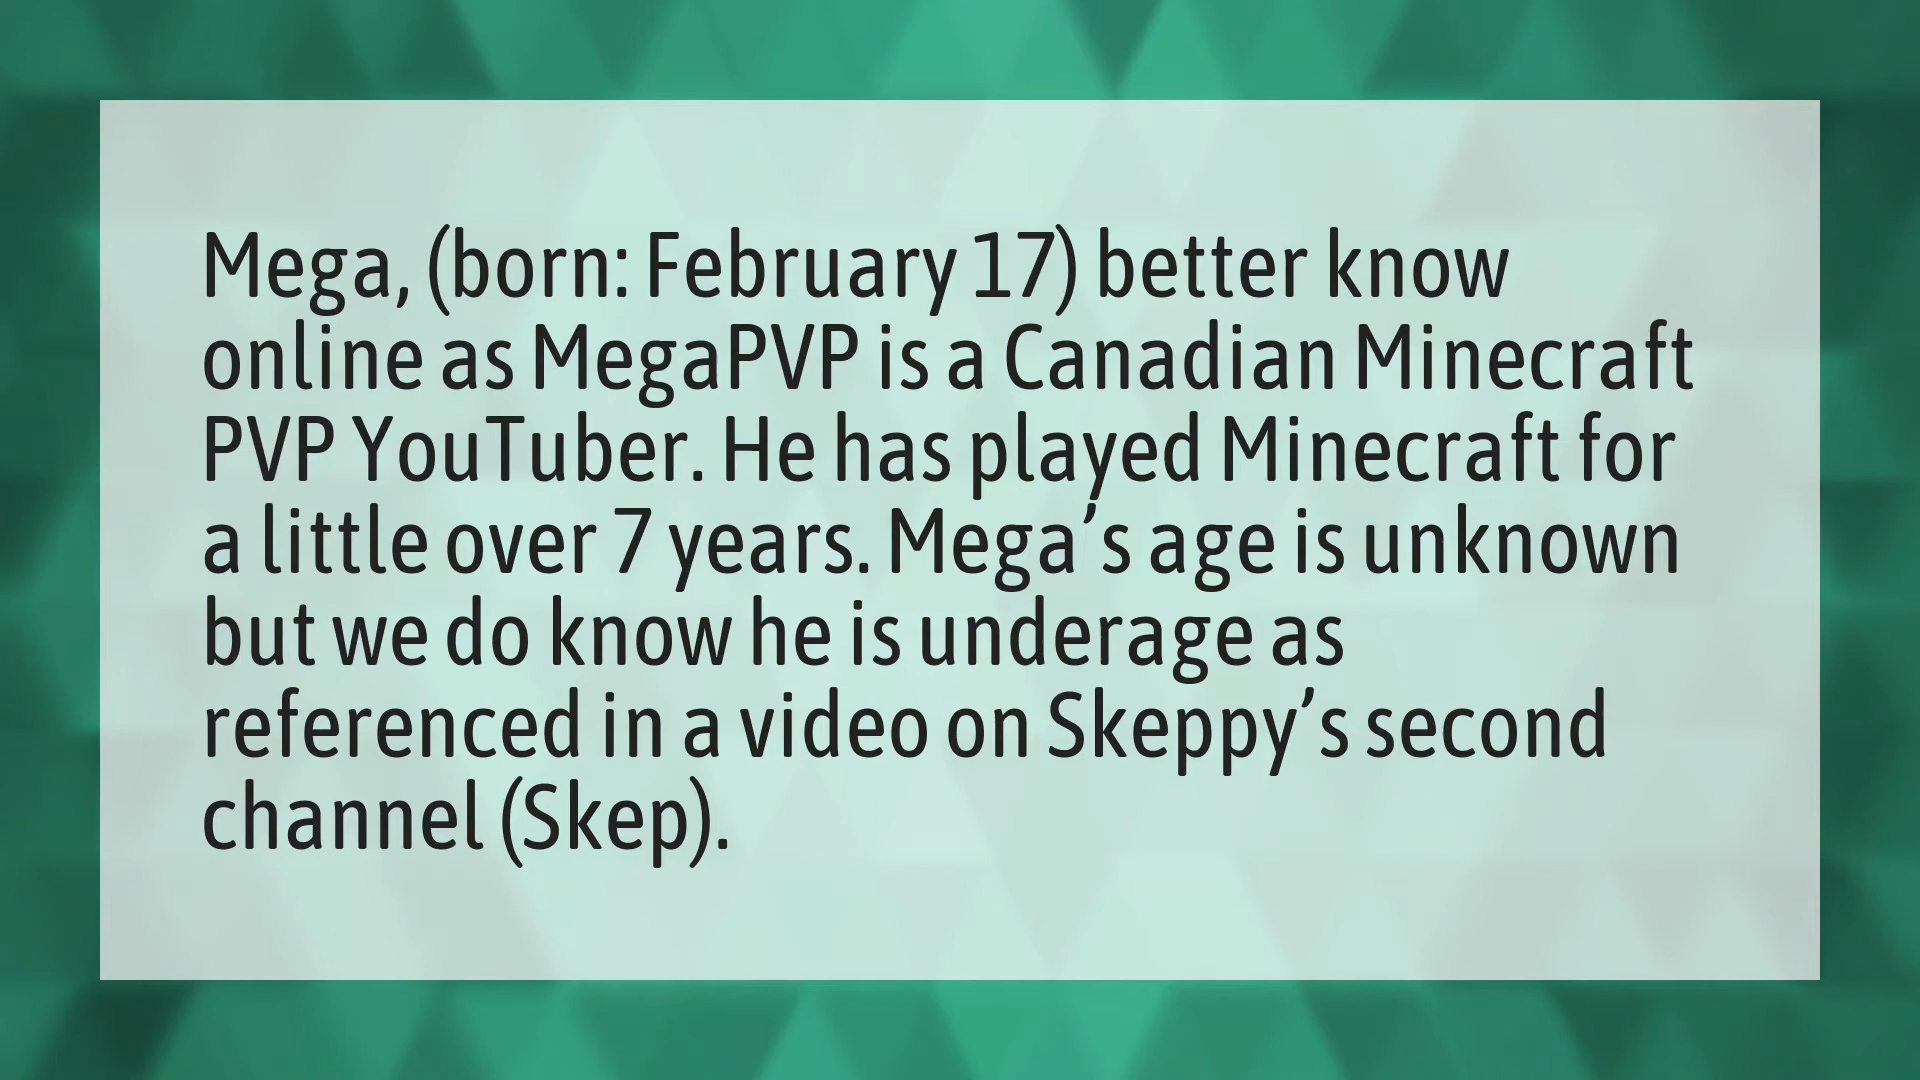 Mega, (born: February 17) better know
online as MegaPVP is a Canadian Minecraft
PVP YouTuber. He has played Minecraft for
a little over 7 years. Mega’s age is unknown
but we do know he is underage as
referenced in a video on Skeppy’s second
channel (Skep).